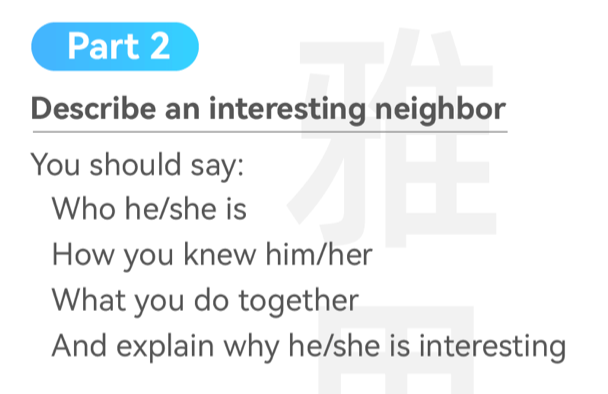 Part 2
Describe an interesting neighbor
You should say:
Who he/she is
How you knew him/her
What you do together
And explain why he/she is interesting
雅